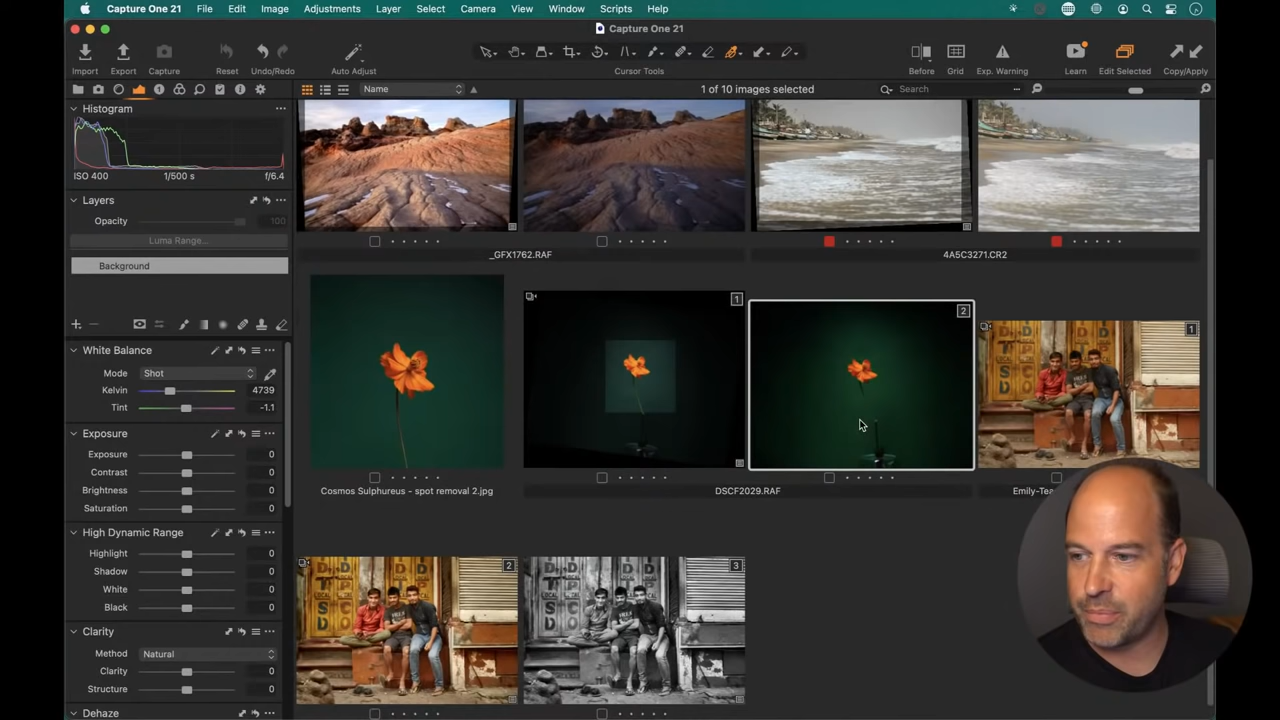 Capture One 21 File Edit Image Adjustments Layer Select Camera View Window Scripts Help
Capture One 21
Import Export Capture Reset Undo/Redo Auto Adjust Cursor Tools Before Grid Exp. Warning Learn Edit Selected Copy/Apply
Name 1 of 10 images selected Search
Histogram
ISO 400 1/500 s f/6.4
Layers
Opacity 100
Luma Range...
Background
White Balance
Mode Shot
Kelvin 4739
Tint -1.1
Exposure
Exposure 0
Contrast 0
Brightness 0
Saturation 0
High Dynamic Range
Highlight 0
Shadow 0
White 0
Black 0
Clarity
Method Natural
Clarity 0
Structure 0
Dehaze
_GFX1762.RAF
4A5C3271.CR2
1
2
1
Cosmos Sulphureus - spot removal 2.jpg
DSCF2029.RAF
Emily-Tea
2
3